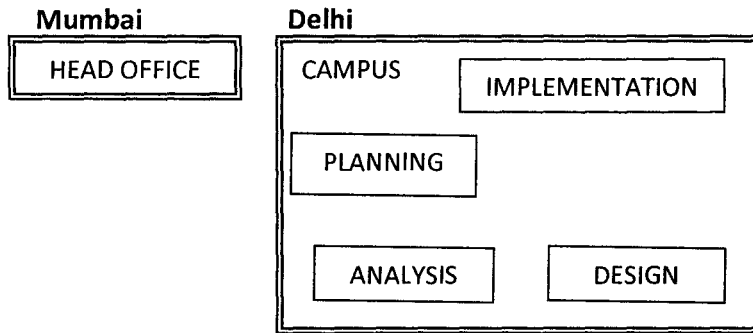 Mumbai
Delhi
HEAD OFFICE
CAMPUS
IMPLEMENTATION
PLANNING
ANALYSIS
DESIGN